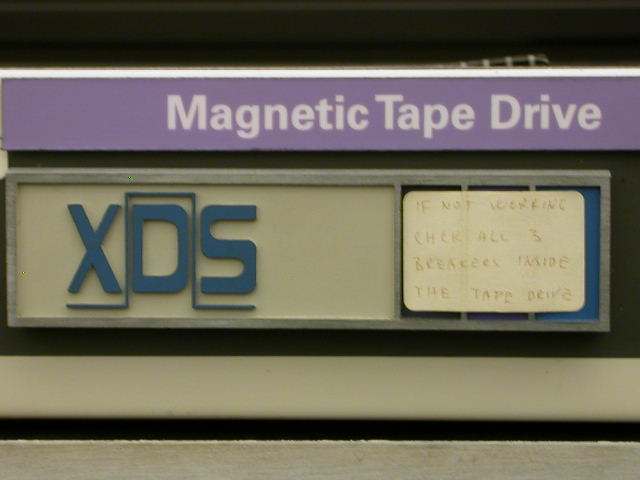 Magnetic Tape Drive
XDS
IF NOT WORKING
CHCK ALL 3
BREAKERS INSIDE
THE TAPE DRIVE